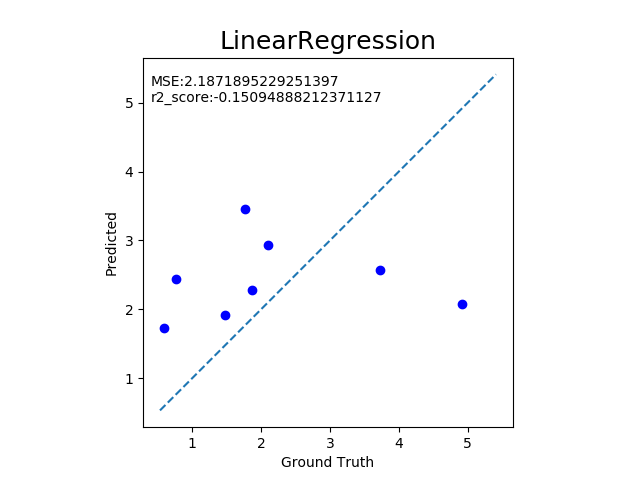 LinearRegression
MSE:2.1871895229251397
r2_score:-0.15094888212371127
5
4
3
2
1
Predicted
1 2 3 4 5
Ground Truth